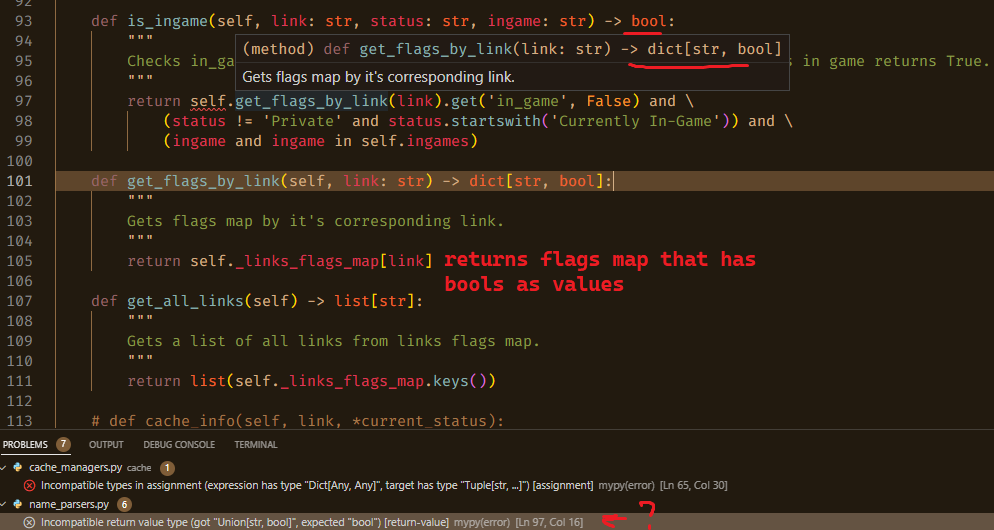 92
93 def is_ingame(self, link: str, status: str, ingame: str) -> bool:
94 """
(method) def get_flags_by_link(link: str) -> dict[str, bool]
95 Checks in_ga s in game returns True.
Gets flags map by it's corresponding link.
96 """
97 return self.get_flags_by_link(link).get('in_game', False) and \
98 (status != 'Private' and status.startswith('Currently In-Game')) and \
99 (ingame and ingame in self.ingames)
100
101 def get_flags_by_link(self, link: str) -> dict[str, bool]:
102 """
103 Gets flags map by it's corresponding link.
104 """
105 return self._links_flags_map[link] returns flags map that has
bools as values
106
107 def get_all_links(self) -> list[str]:
108 """
109 Gets a list of all links from links flags map.
110 """
111 return list(self._links_flags_map.keys())
112
113 # def cache_info(self, link, *current_status):
PROBLEMS 7 OUTPUT DEBUG CONSOLE TERMINAL
cache_managers.py cache 1
Incompatible types in assignment (expression has type "Dict[Any, Any]", target has type "Tuple[str, ...]") [assignment] mypy(error) [Ln 65, Col 30]
name_parsers.py 6
Incompatible return value type (got "Union[str, bool]", expected "bool") [return-value] mypy(error) [Ln 97, Col 16] ?